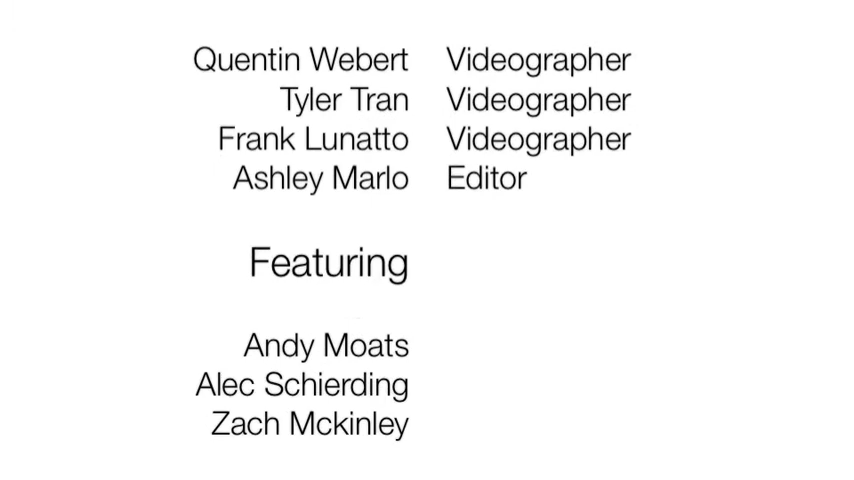 Quentin Webert Videographer
Tyler Tran Videographer
Frank Lunatto Videographer
Ashley Marlo Editor
Featuring
Andy Moats
Alec Schierding
Zach Mckinley